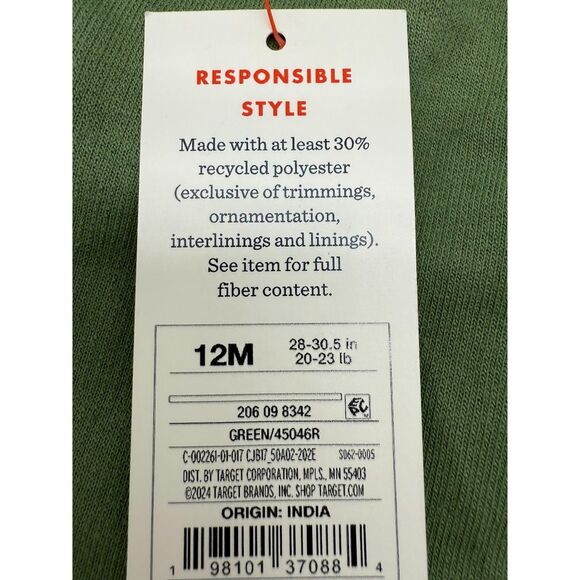 RESPONSIBLE
STYLE
Made with at least 30%
recycled polyester
(exclusive of trimmings,
ornamentation,
interlinings and linings).
See item for full
fiber content.
12M
28-30.5 in
20-23 lb
206 09 8342
GREEN/45046R
C-002261-01-017 CJB17_50A02-202E S062-0005
DIST. BY TARGET CORPORATION, MPLS., MN 55403
©2024 TARGET BRANDS, INC. SHOP TARGET.COM
ORIGIN: INDIA
1 98101 37088 4